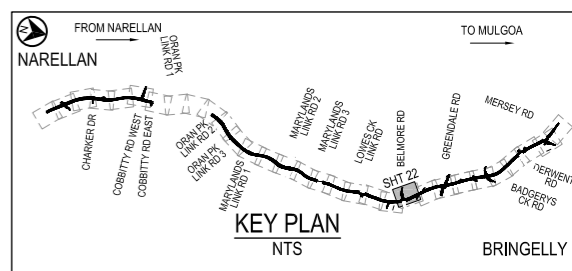 N
FROM NARELLAN
TO MULGOA
NARELLAN
ORAN PK
LINK RD 1
CHARKER DR
COBBITTY RD WEST
COBBITTY RD EAST
ORAN PK
LINK RD 2
ORAN PK
LINK RD 3
MARYLANDS
LINK RD 1
MARYLANDS
LINK RD 2
MARYLANDS
LINK RD 3
LOWES CK
LINK RD
BELMORE RD
SHT 22
GREENDALE RD
MERSEY RD
DERWENT
RD
BADGERYS
CK RD
KEY PLAN
NTS
BRINGELLY